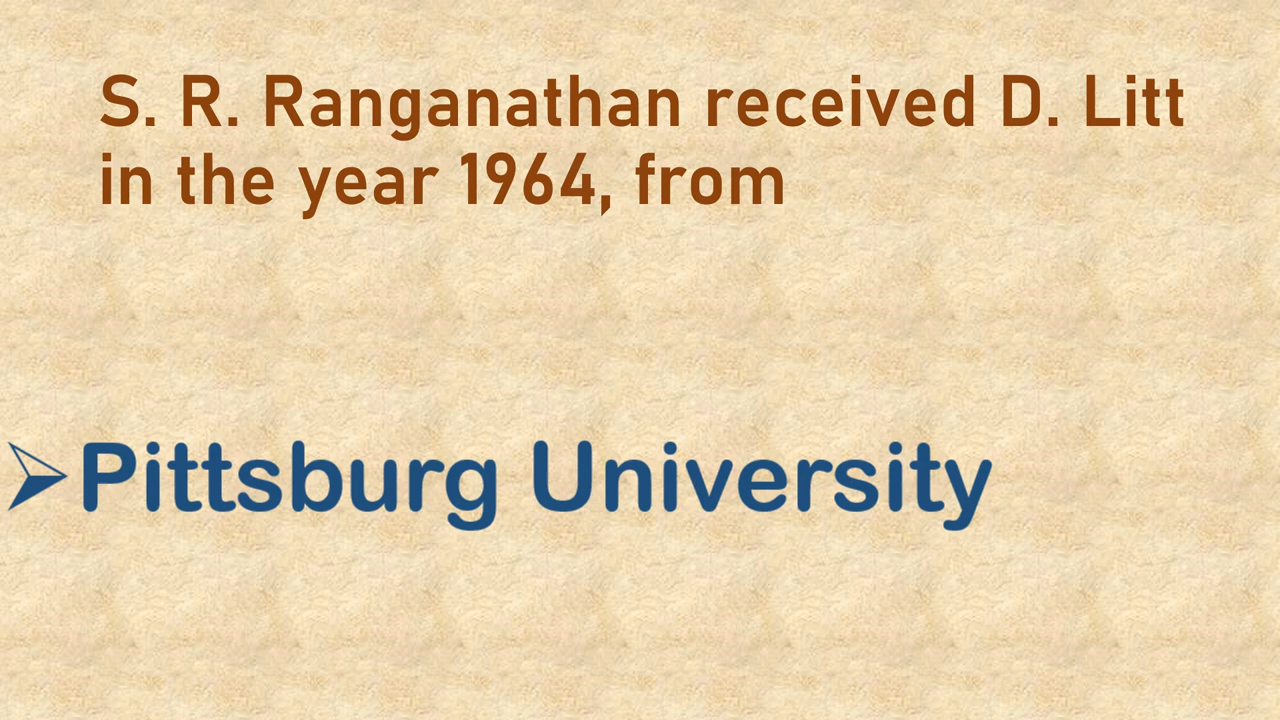 S. R. Ranganathan received D. Litt
in the year 1964, from
➢Pittsburg University